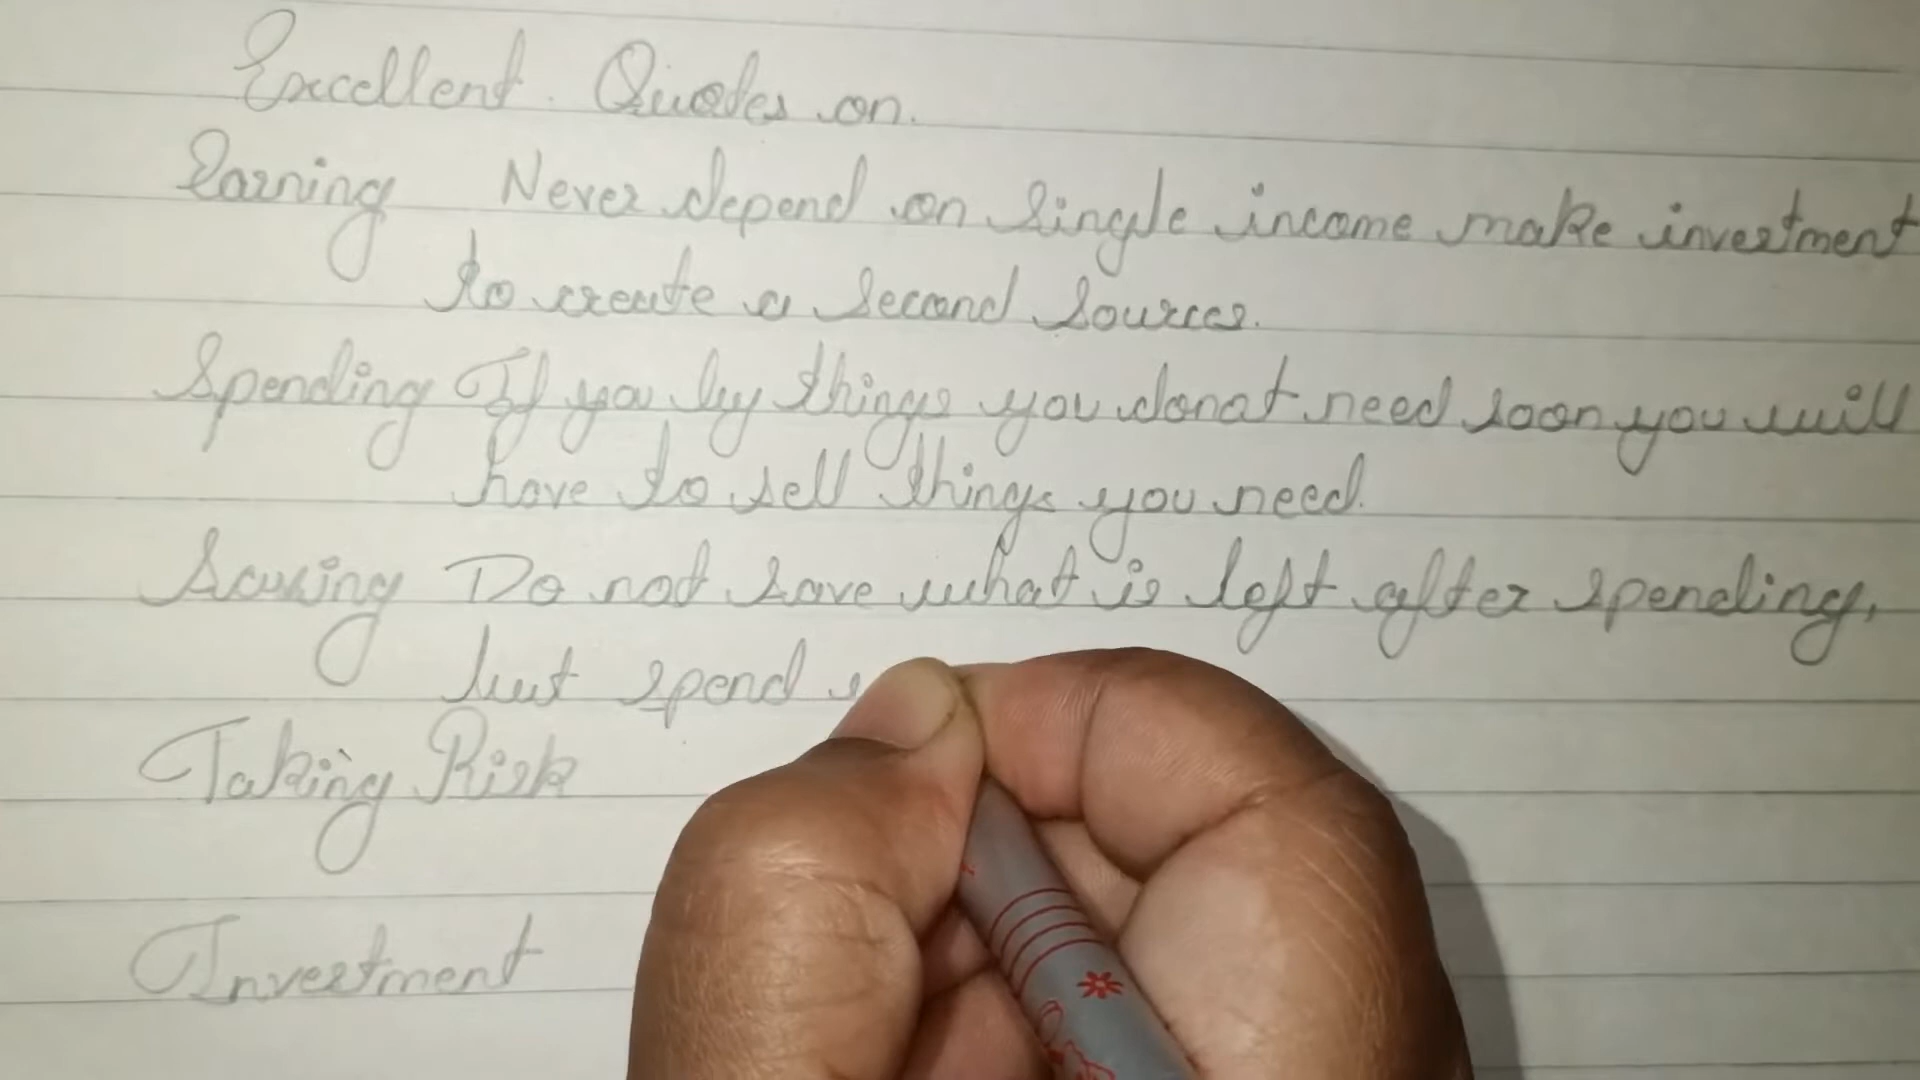 Excellent. Quotes on.
Earning Never depend on single income make investment
to create a second sources.
Spending If you by things you donot need soon you will
have to sell things you need.
Saving Do not save what is left after spending,
but spend
Taking Risk
Investment